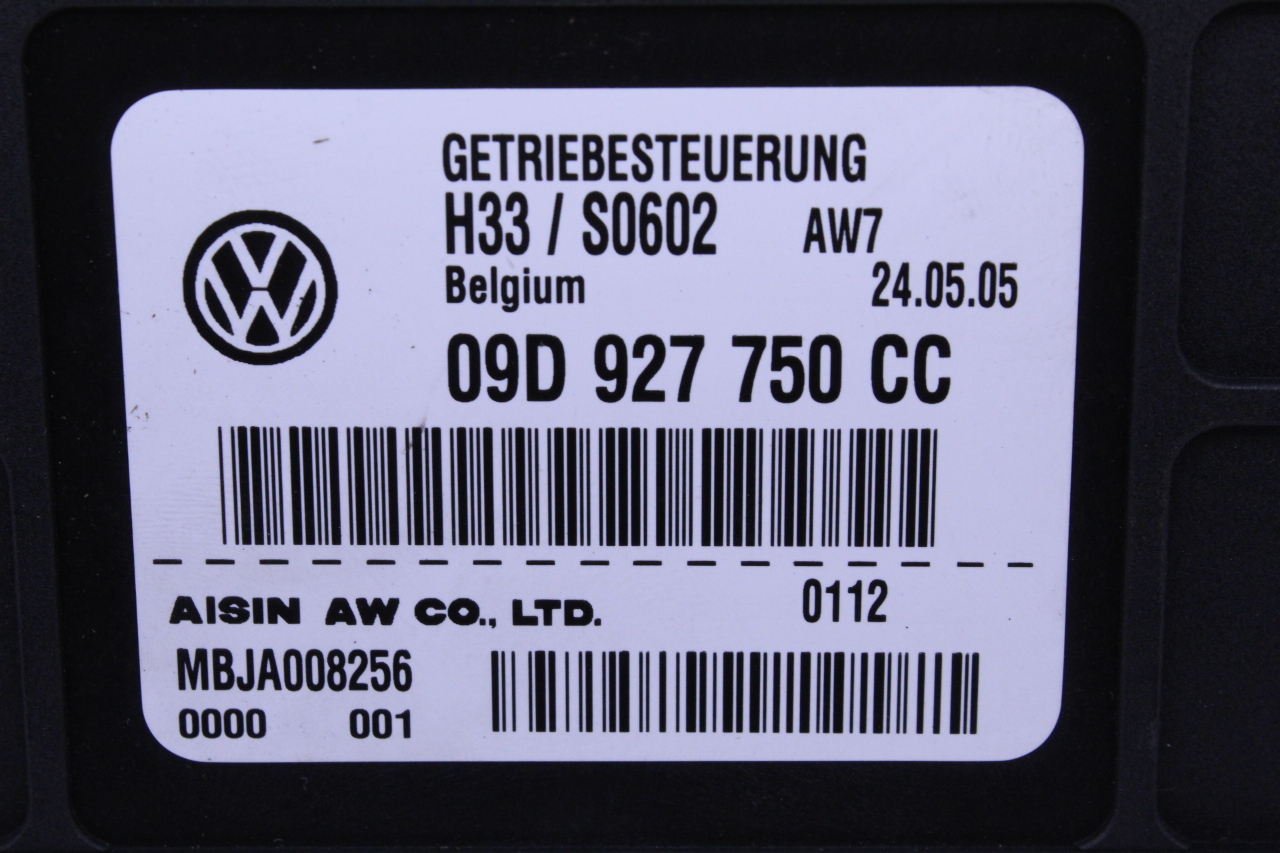 GETRIEBESTEUERUNG
H33 / S0602 AW7
Belgium 24.05.05
09D 927 750 CC
AISIN AW CO., LTD. 0112
MBJA008256
0000 001